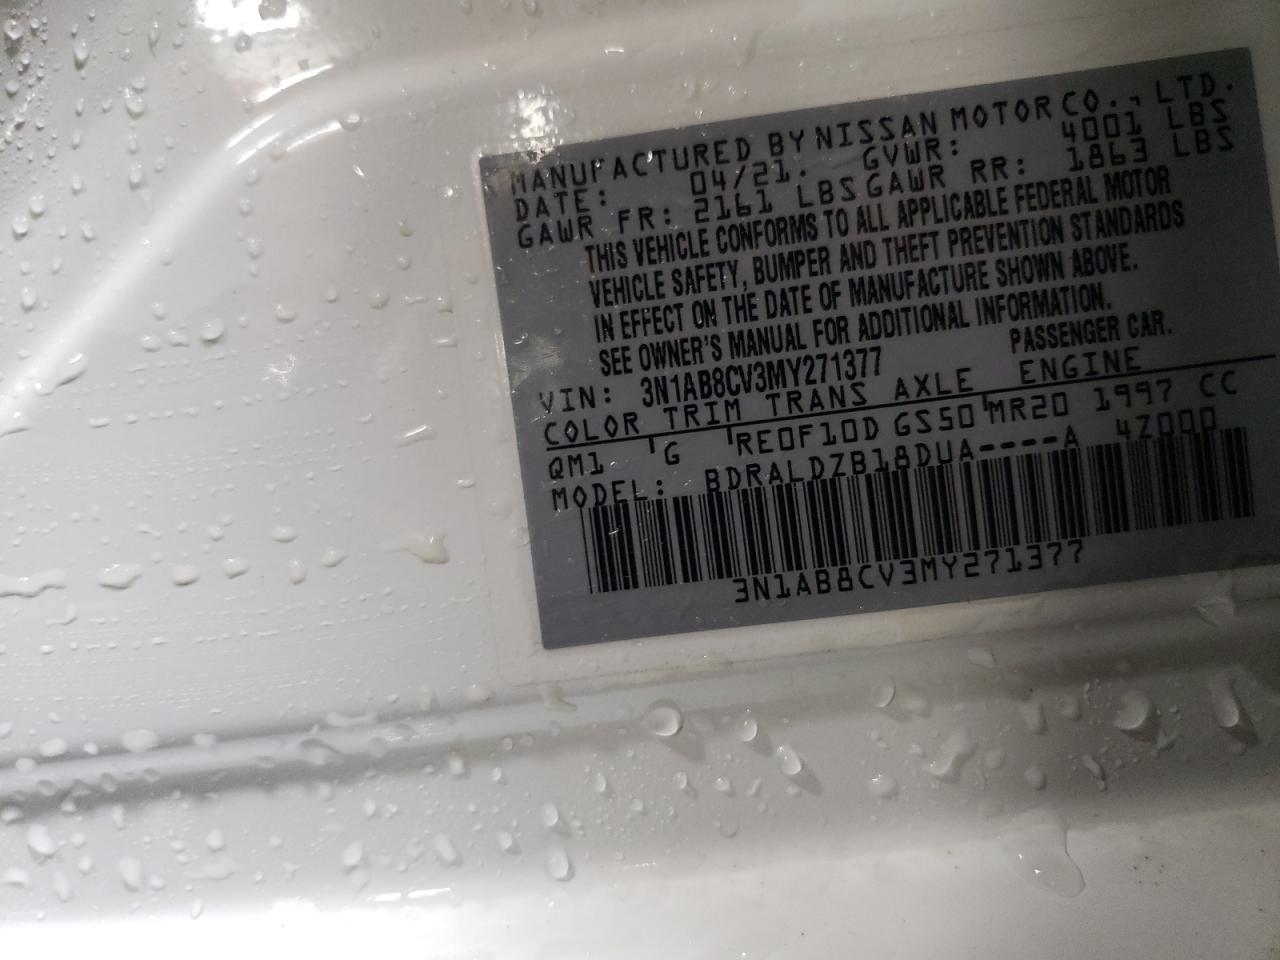 MANUFACTURED BY NISSAN MOTOR CO., LTD.
DATE: 04/21. GVWR: 4001 LBS
GAWR FR: 2161 LBS GAWR RR: 1863 LBS
THIS VEHICLE CONFORMS TO ALL APPLICABLE FEDERAL MOTOR
VEHICLE SAFETY, BUMPER AND THEFT PREVENTION STANDARDS
IN EFFECT ON THE DATE OF MANUFACTURE SHOWN ABOVE.
SEE OWNER'S MANUAL FOR ADDITIONAL INFORMATION.
VIN: 3N1AB8CV3MY271377 PASSENGER CAR.
COLOR TRIM TRANS AXLE ENGINE
QM1 G RE0F10D GS50 MR20 1997 CC
MODEL: BDRALDZB18DUA----A 4Z000
3N1AB8CV3MY271377